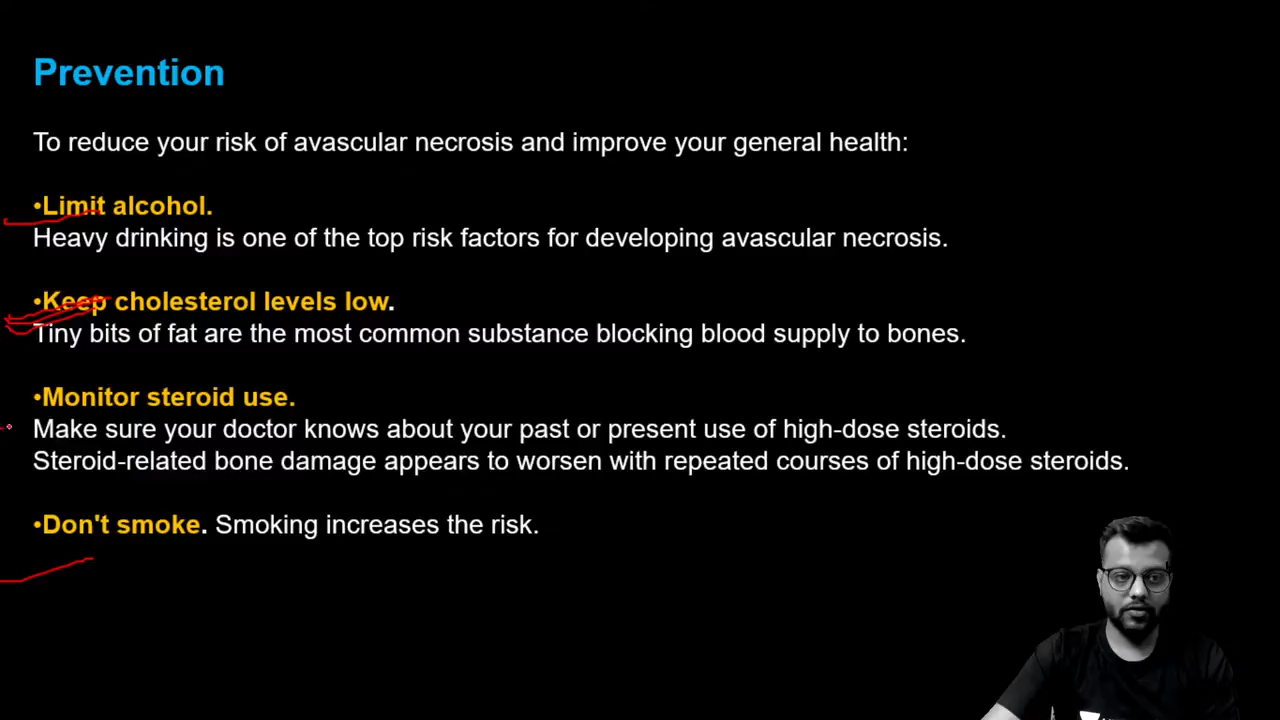 Prevention
To reduce your risk of avascular necrosis and improve your general health:
•Limit alcohol.
Heavy drinking is one of the top risk factors for developing avascular necrosis.
•Keep cholesterol levels low.
Tiny bits of fat are the most common substance blocking blood supply to bones.
•Monitor steroid use.
Make sure your doctor knows about your past or present use of high-dose steroids.
Steroid-related bone damage appears to worsen with repeated courses of high-dose steroids.
•Don't smoke. Smoking increases the risk.